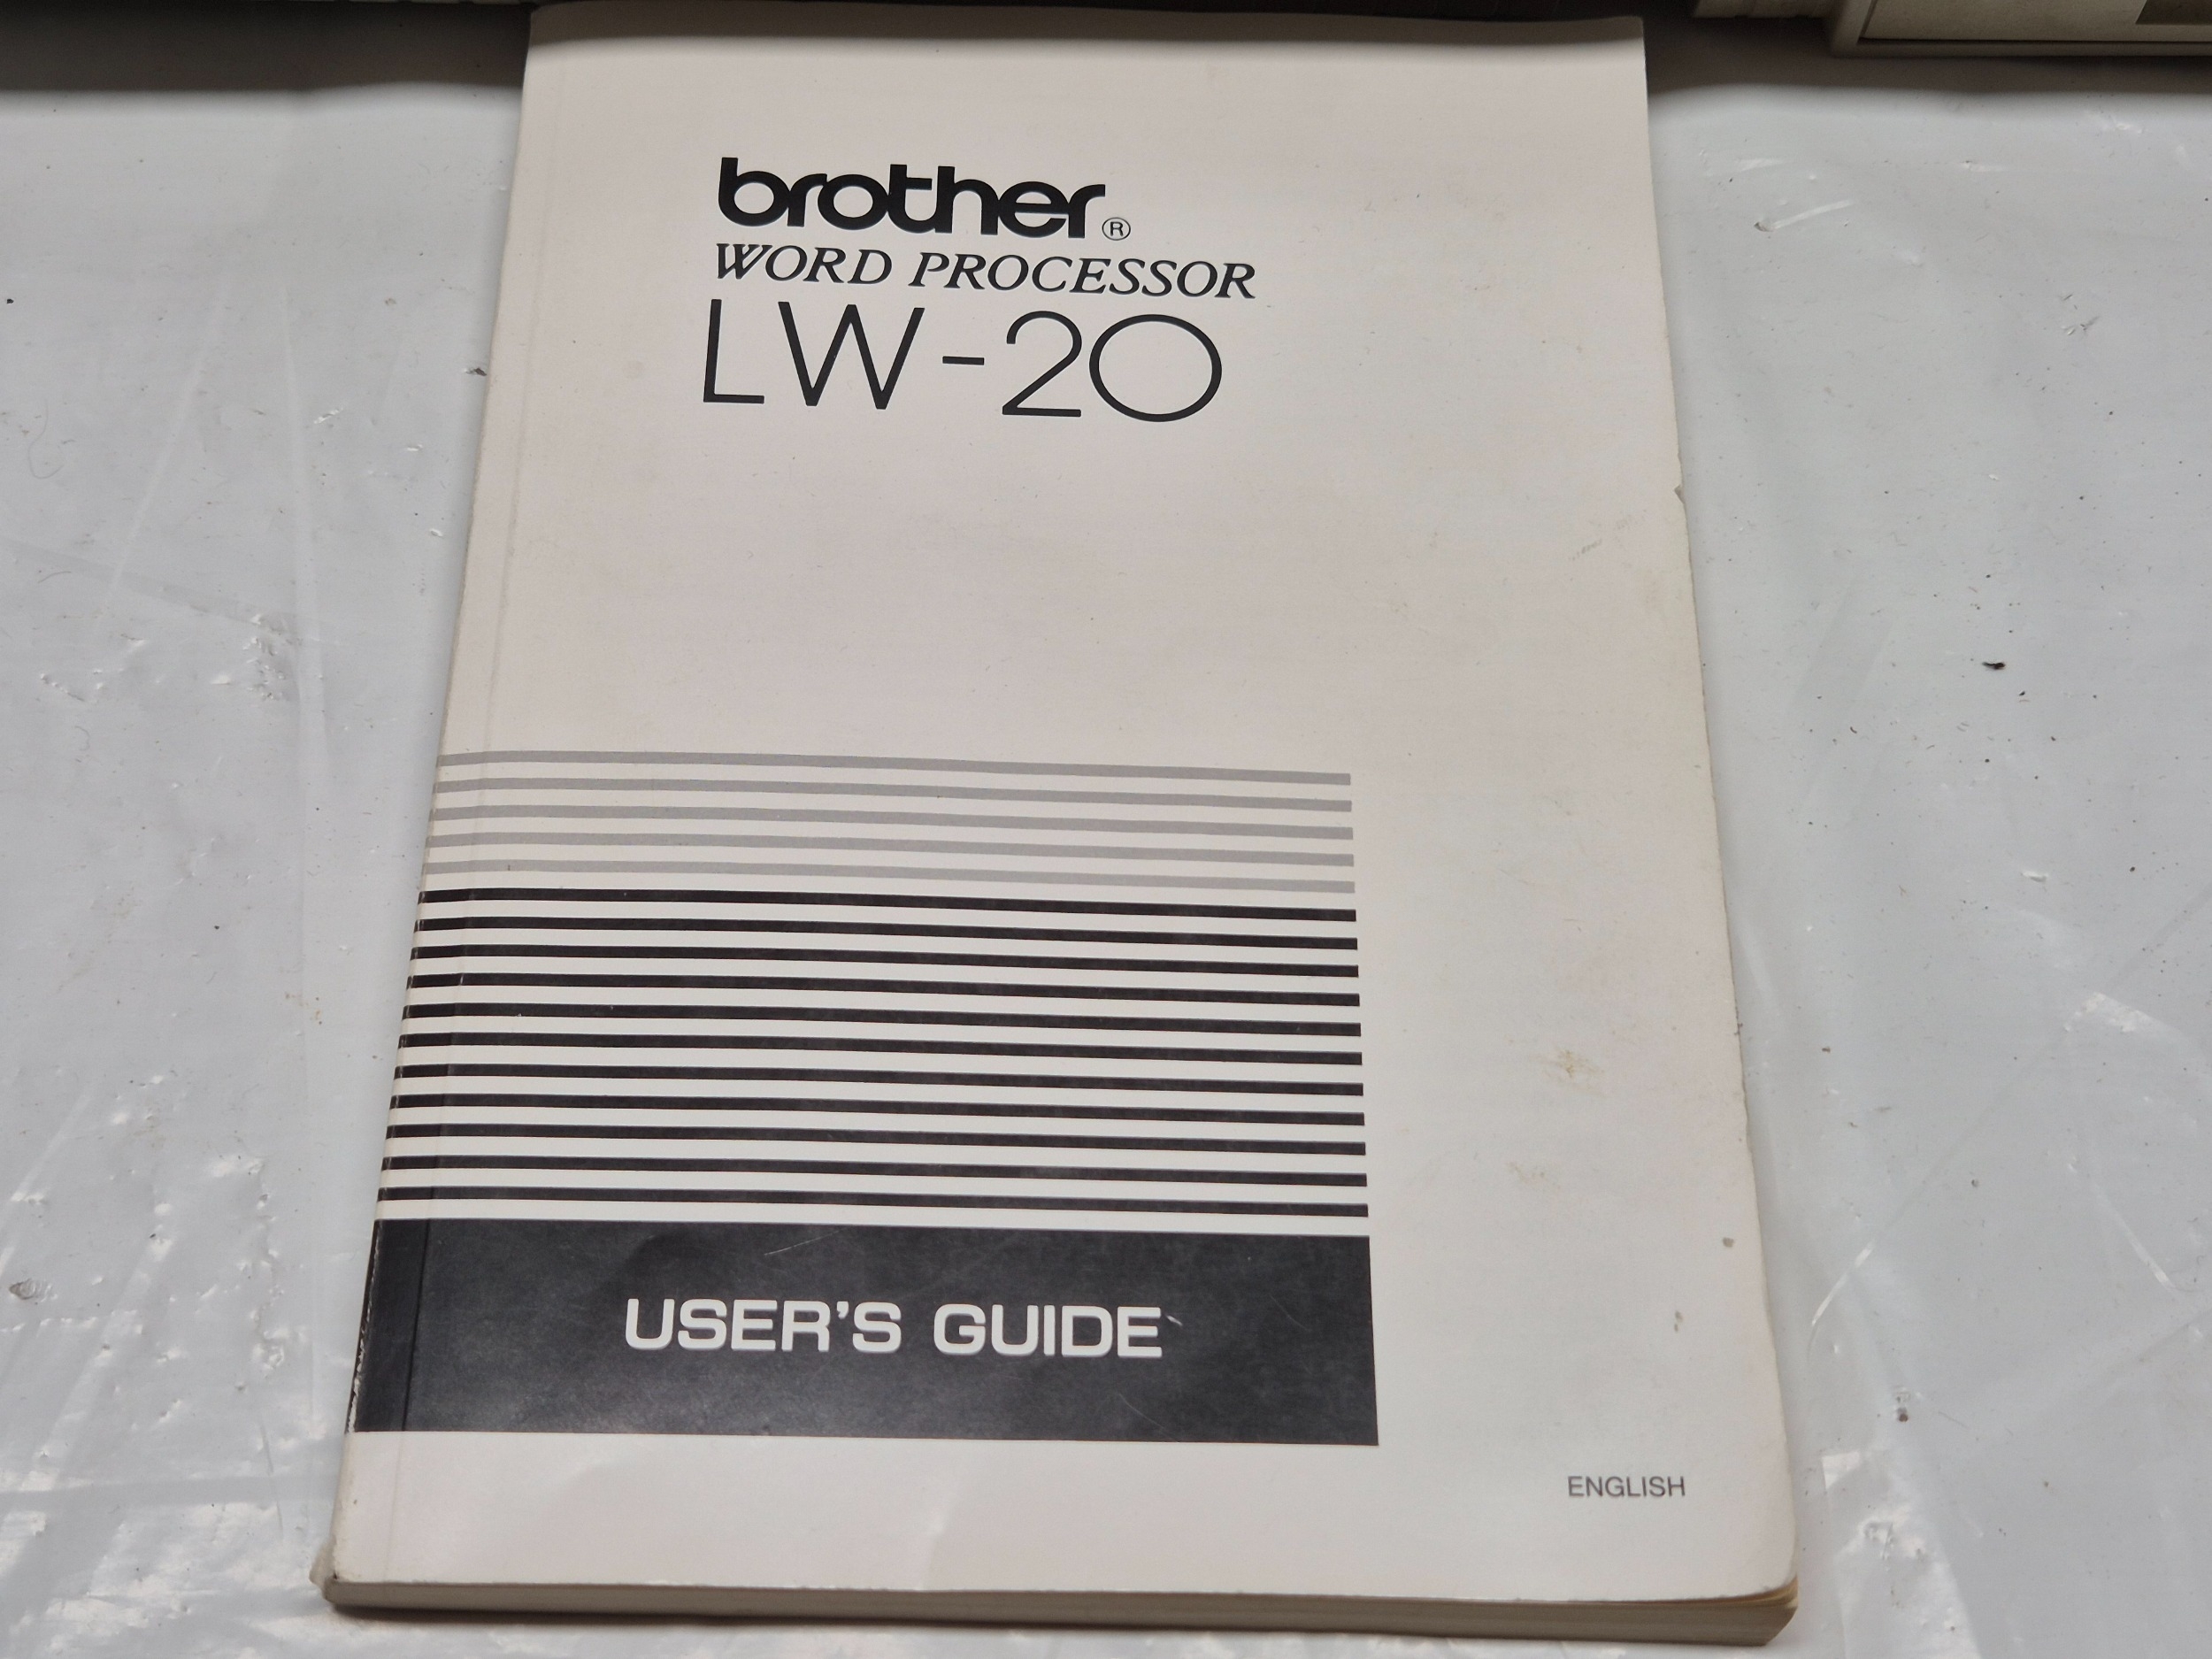 brother®
WORD PROCESSOR
LW-20
USER'S GUIDE
ENGLISH